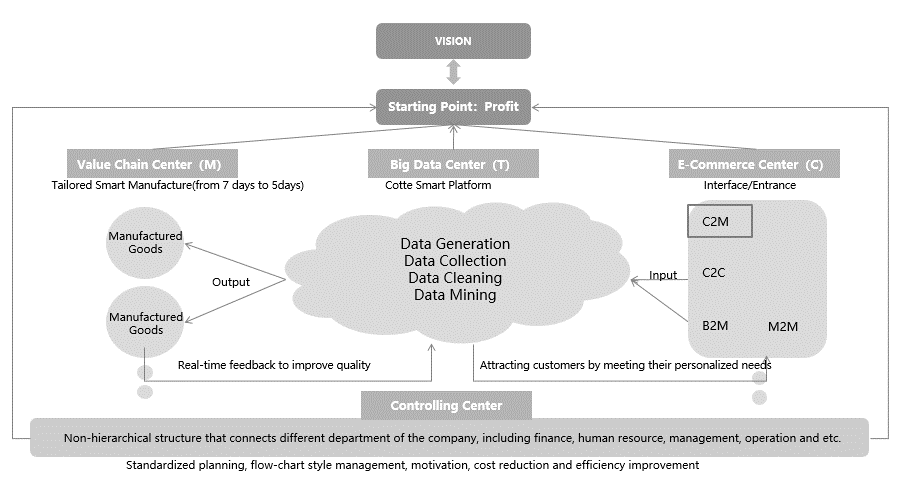 VISION
Starting Point: Profit
Value Chain Center (M)
Big Data Center (T)
E-Commerce Center (C)
Tailored Smart Manufacture(from 7 days to 5days)
Cotte Smart Platform
Interface/Entrance
Manufactured
Goods
Manufactured
Goods
Output
Data Generation
Data Collection
Data Cleaning
Data Mining
Input
C2M
C2C
B2M
M2M
Real-time feedback to improve quality
Attracting customers by meeting their personalized needs
Controlling Center
Non-hierarchical structure that connects different department of the company, including finance, human resource, management, operation and etc.
Standardized planning, flow-chart style management, motivation, cost reduction and efficiency improvement